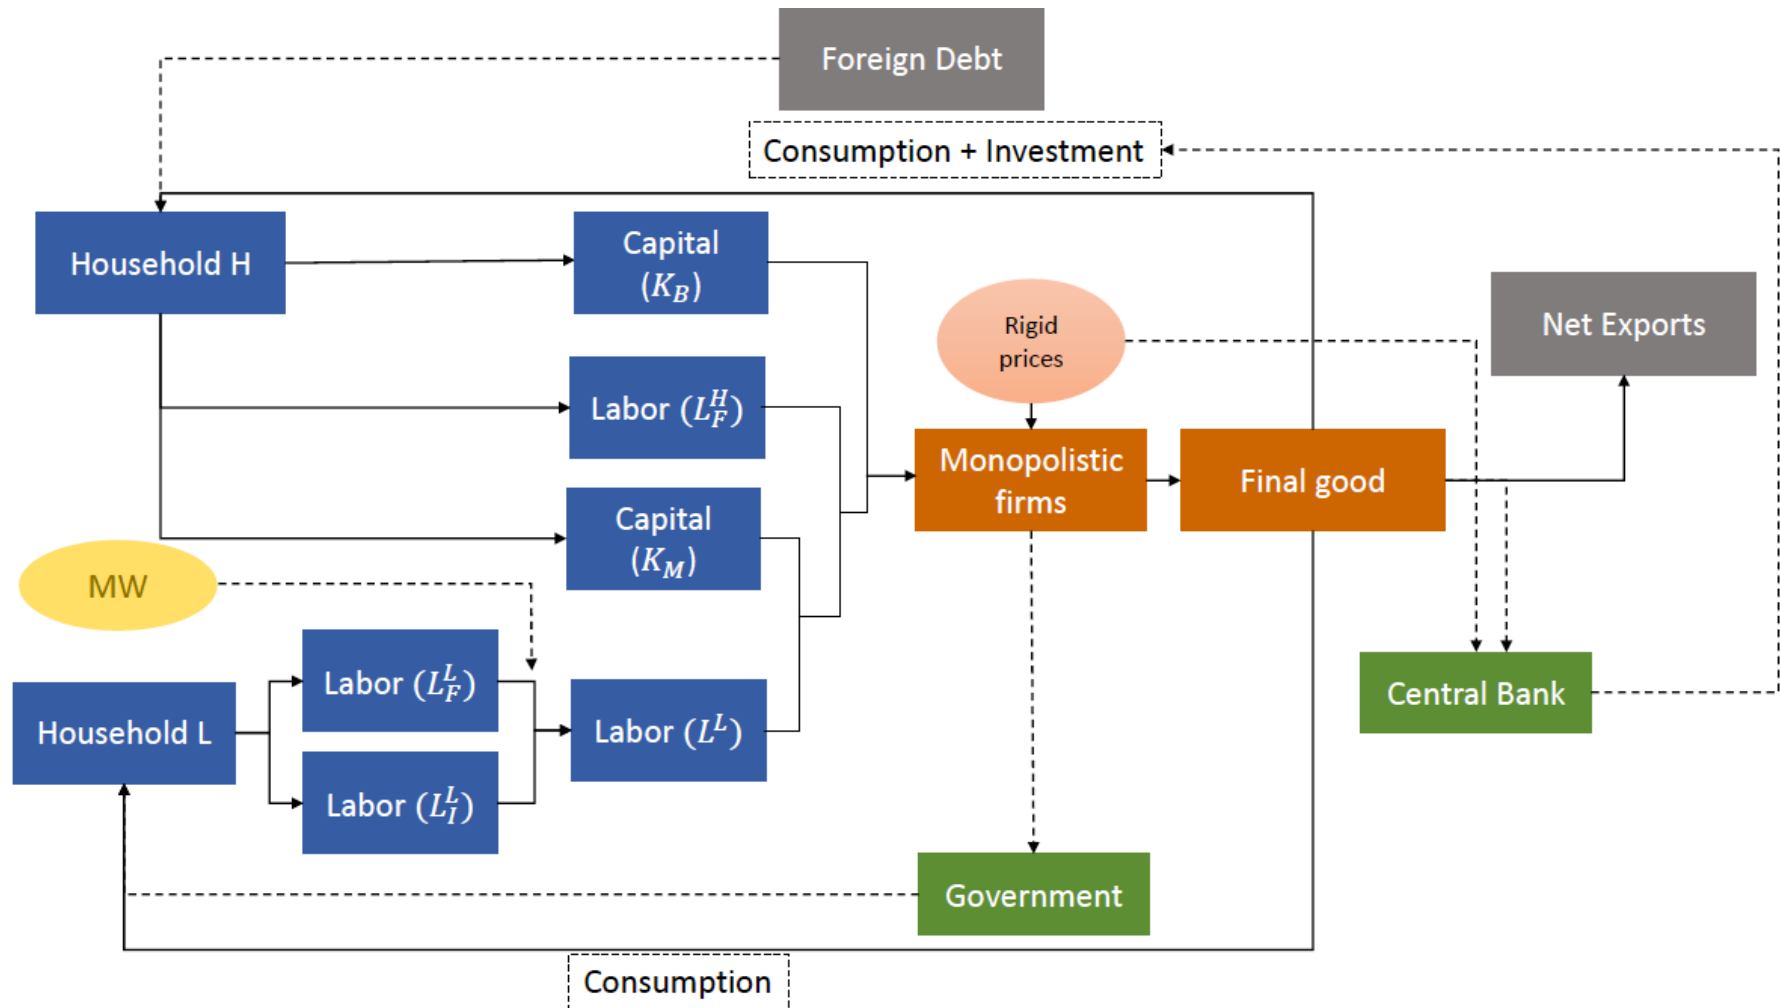 Foreign Debt
Consumption + Investment
Household H
Capital
(K_B)
Rigid
prices
Net Exports
Labor (L_F^H)
Monopolistic
firms
Final good
Capital
(K_M)
MW
Labor (L_F^L)
Household L
Labor (L^L)
Central Bank
Labor (L_I^L)
Government
Consumption